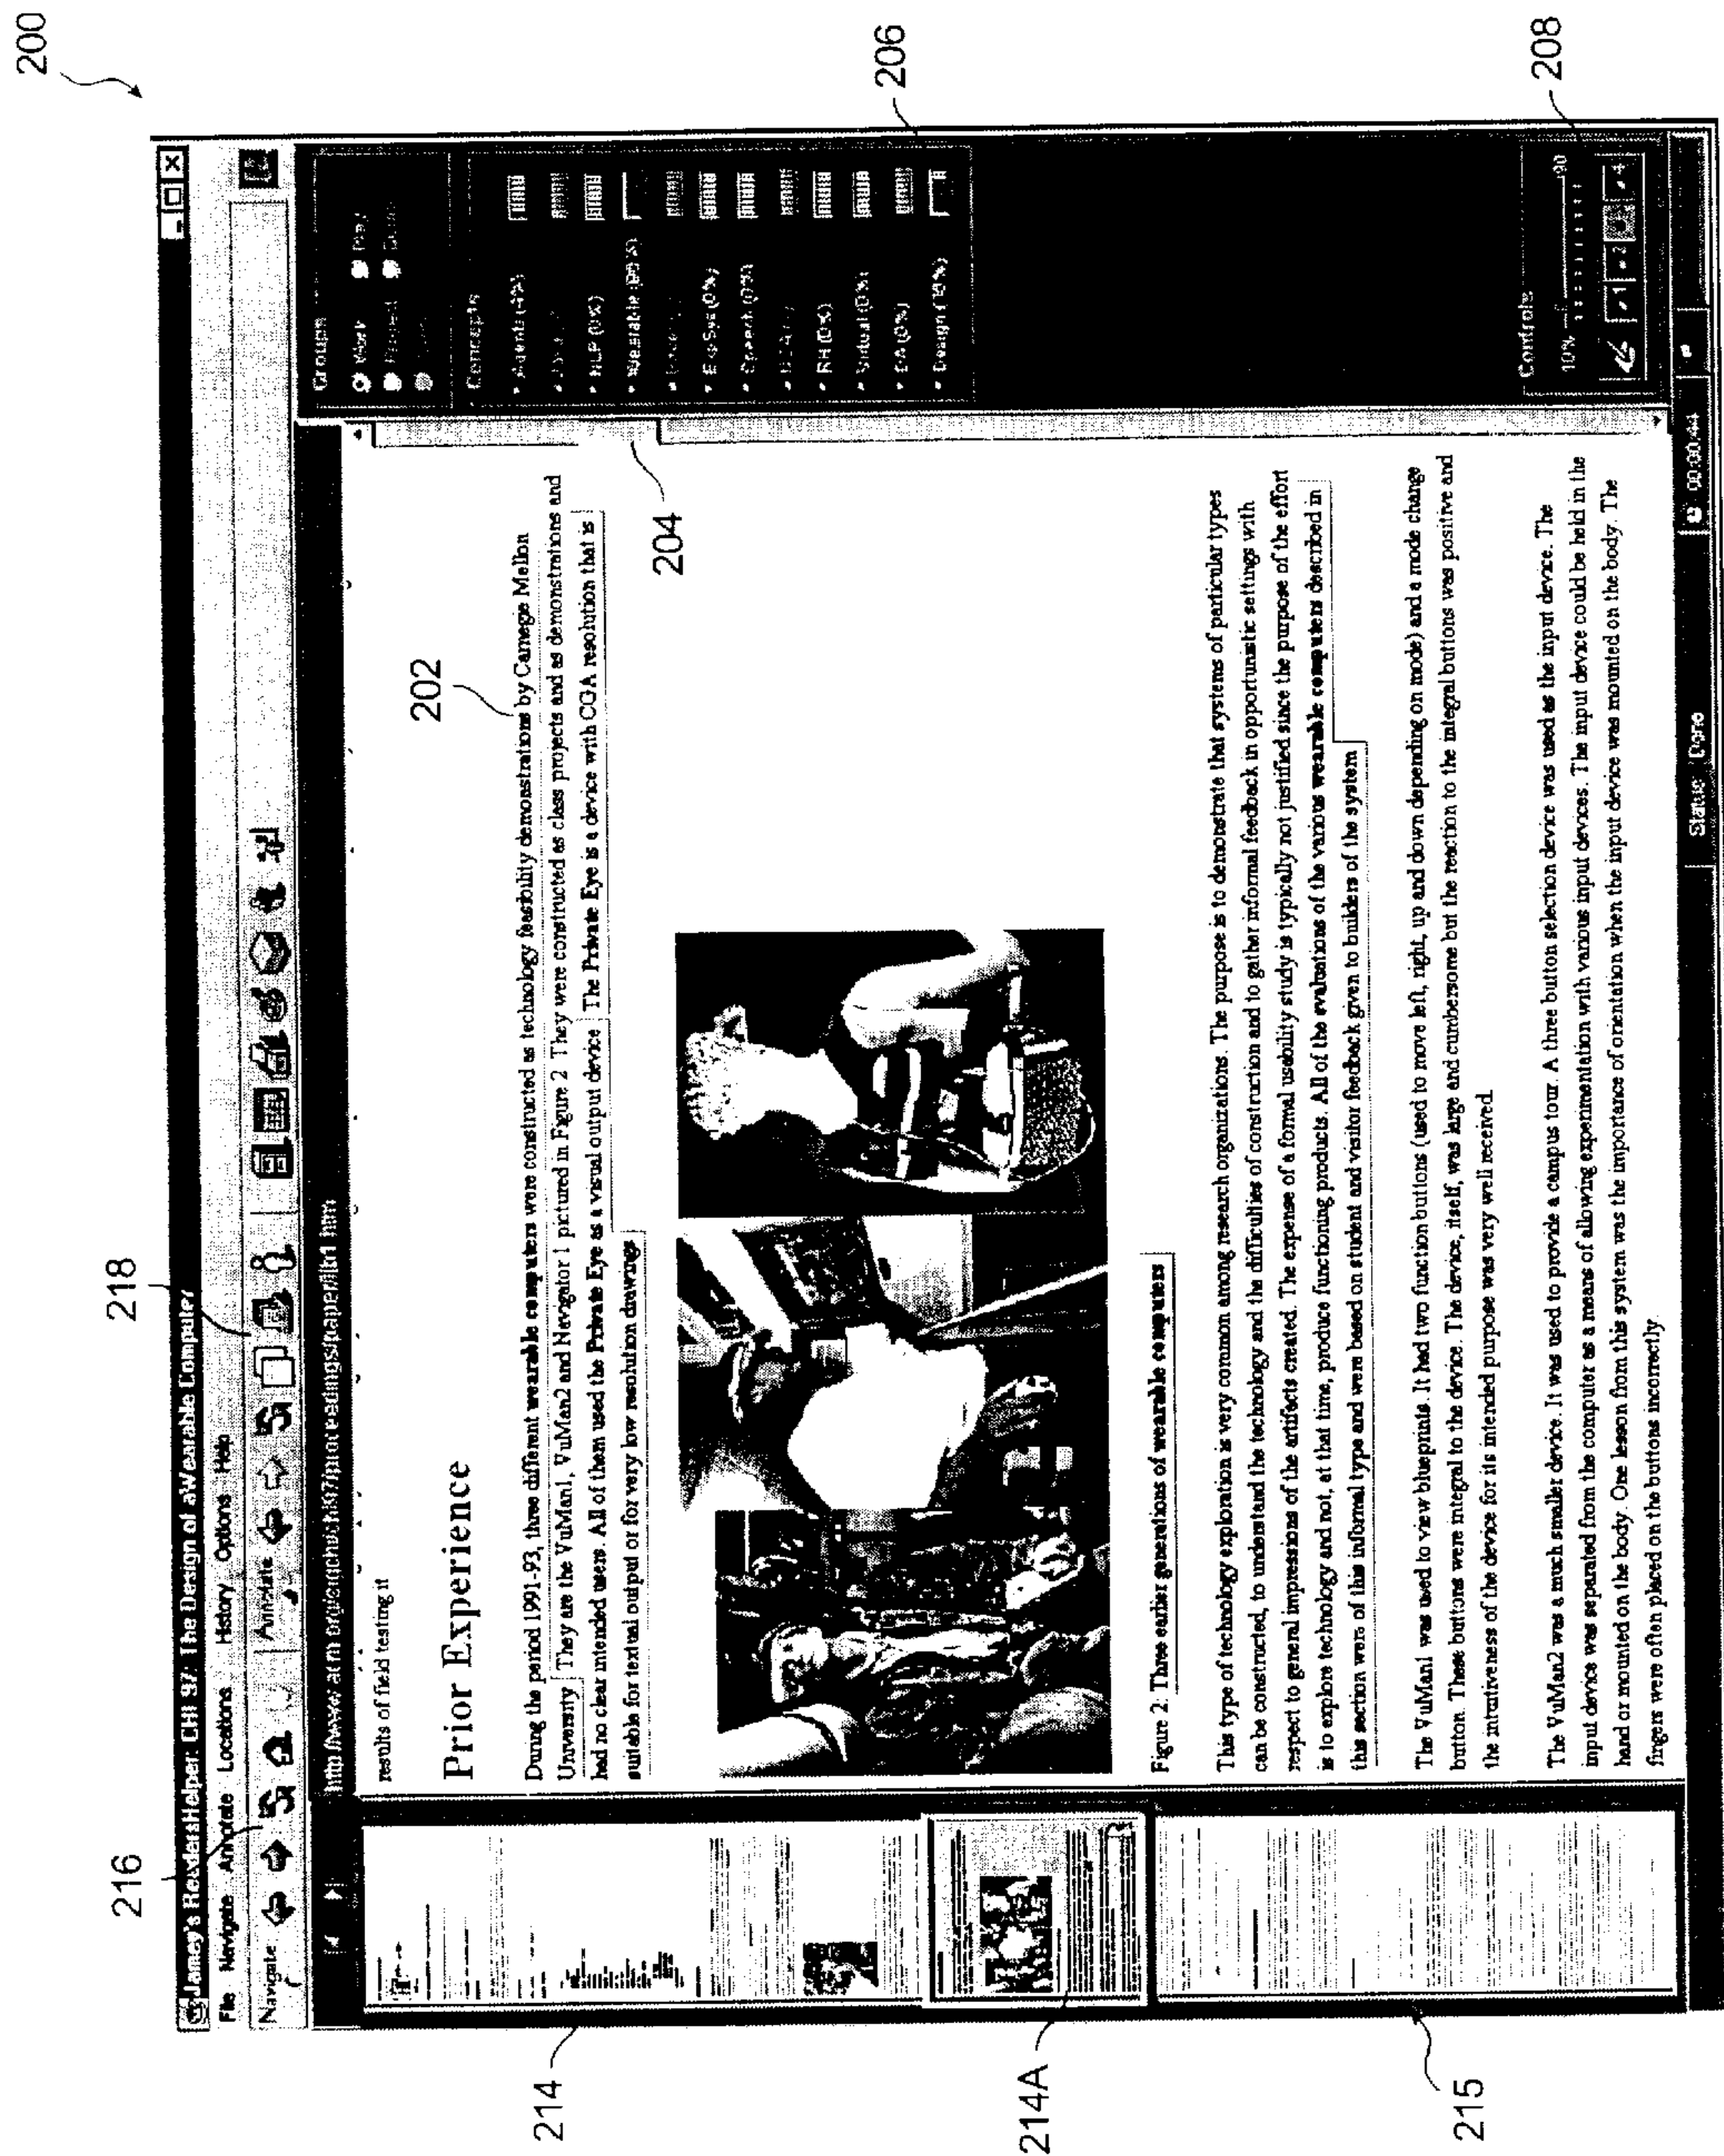 200
218
216
Jamey's ReadersHelper: CHI 97: The Design of a Wearable Computer
File Navigate Annotate Locations History Options Help
Navigate Annotate
results of field testing it
Groups
Work Play
Prior Experience
202
Concepts
During the period 1991-93, three different wearable computers were constructed as technology feasibility demonstrations by Carnegie Mellon
University They are the VuMan1, VuMan2 and Navigator 1 pictured in Figure 2 They were constructed as class projects and as demonstrations and
had no clear intended users. All of them used the Private Eye as a visual output device The Private Eye is a device with CGA resolution that is
suitable for textual output or for very low resolution drawings
NLP (0%)
Speech (0%)
RH (0%)
Virtual (0%)
204
206
214
214A
215
Figure 2 Three earlier generations of wearable computers
This type of technology exploration is very common among research organizations. The purpose is to demonstrate that systems of particular types
can be constructed, to understand the technology and the difficulties of construction and to gather informal feedback in opportunistic settings with
respect to general impressions of the artifacts created. The expense of a formal usability study is typically not justified since the purpose of the effort
is to explore technology and not, at that time, produce functioning products. All of the evaluations of the various wearable computers described in
this section were of this informal type and were based on student and visitor feedback given to builders of the system
The VuMan1 was used to view blueprints. It had two function buttons (used to move left, right, up and down depending on mode) and a mode change
button. These buttons were integral to the device. The device, itself, was large and cumbersome but the reaction to the integral buttons was positive and
the intuitiveness of the device for its intended purpose was very well received
The VuMan2 was a much smaller device. It was used to provide a campus tour A three button selection device was used as the input device. The
input device was separated from the computer as a means of allowing experimentation with various input devices. The input device could be held in the
hand or mounted on the body. One lesson from this system was the importance of orientation when the input device was mounted on the body. The
fingers were often placed on the buttons incorrectly
Controls
10% 90
1 2 4
208
Status Done
00:00:44